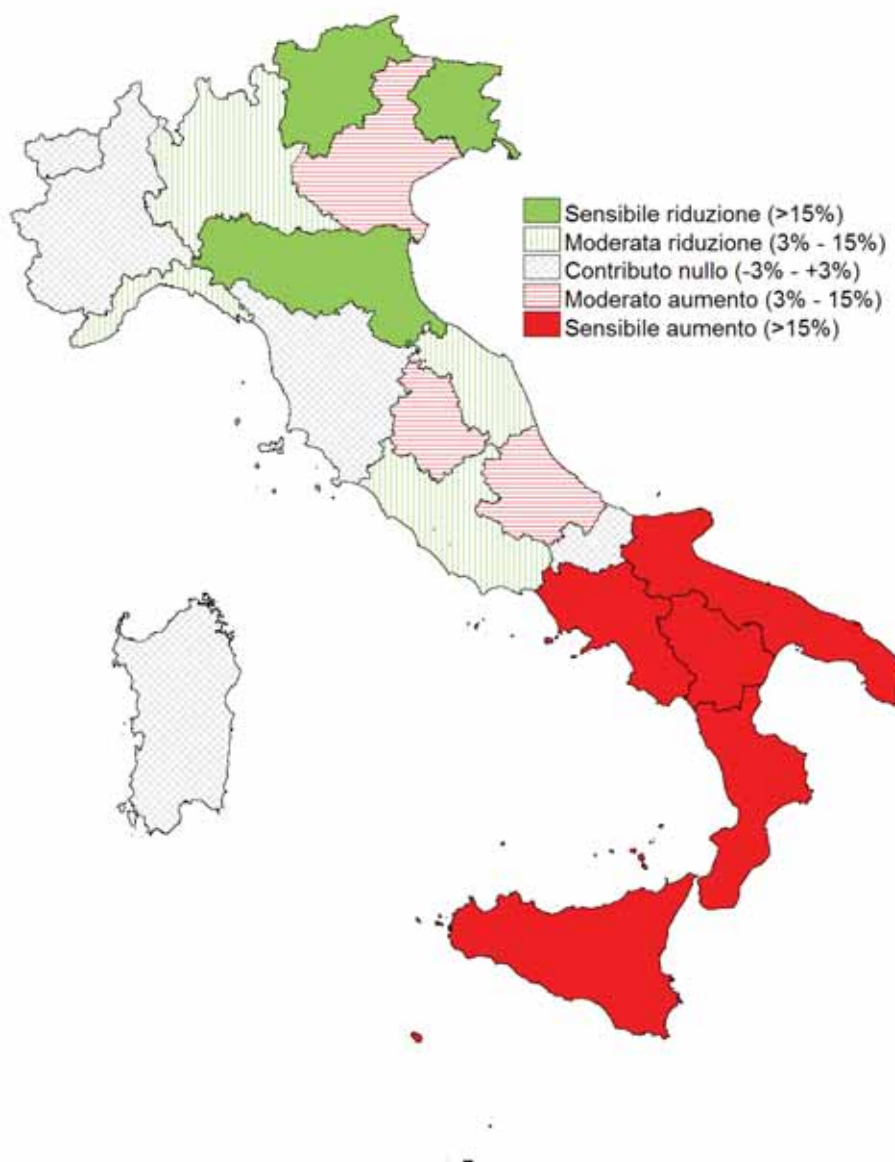 Sensibile riduzione (>15%)
Moderata riduzione (3% - 15%)
Contributo nullo (-3% - +3%)
Moderato aumento (3% - 15%)
Sensibile aumento (>15%)